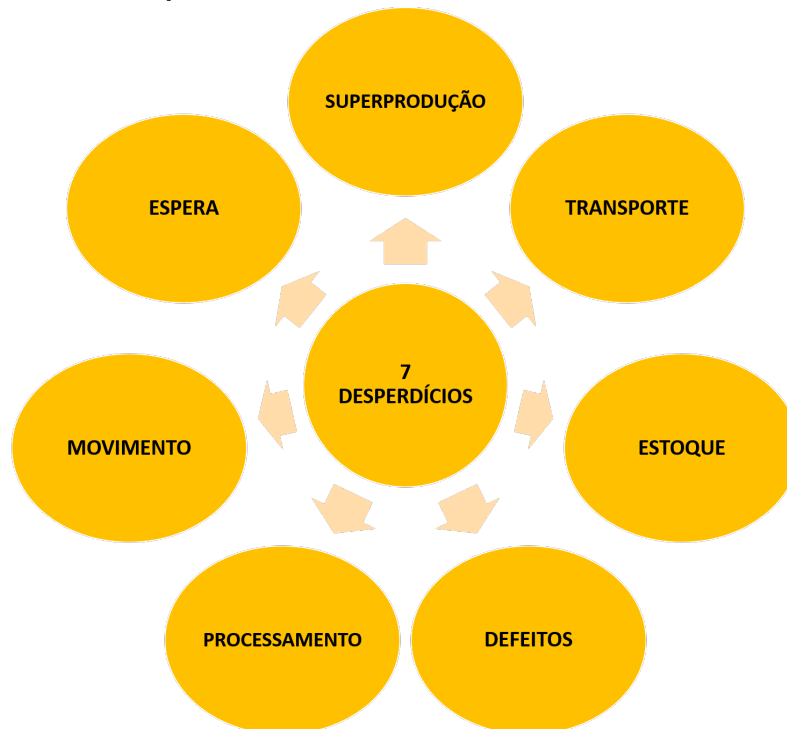 SUPERPRODUÇÃO
ESPERA
TRANSPORTE
7
DESPERDÍCIOS
MOVIMENTO
ESTOQUE
PROCESSAMENTO
DEFEITOS